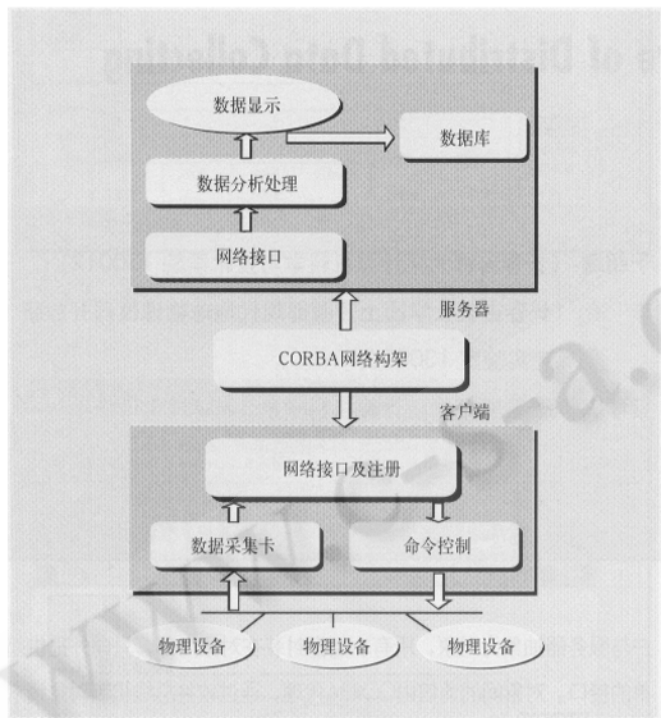 数据显示
数据库
数据分析处理
网络接口
服务器
CORBA网络构架
客户端
网络接口及注册
数据采集卡
命令控制
物理设备
物理设备
物理设备
www.c-s-a.o